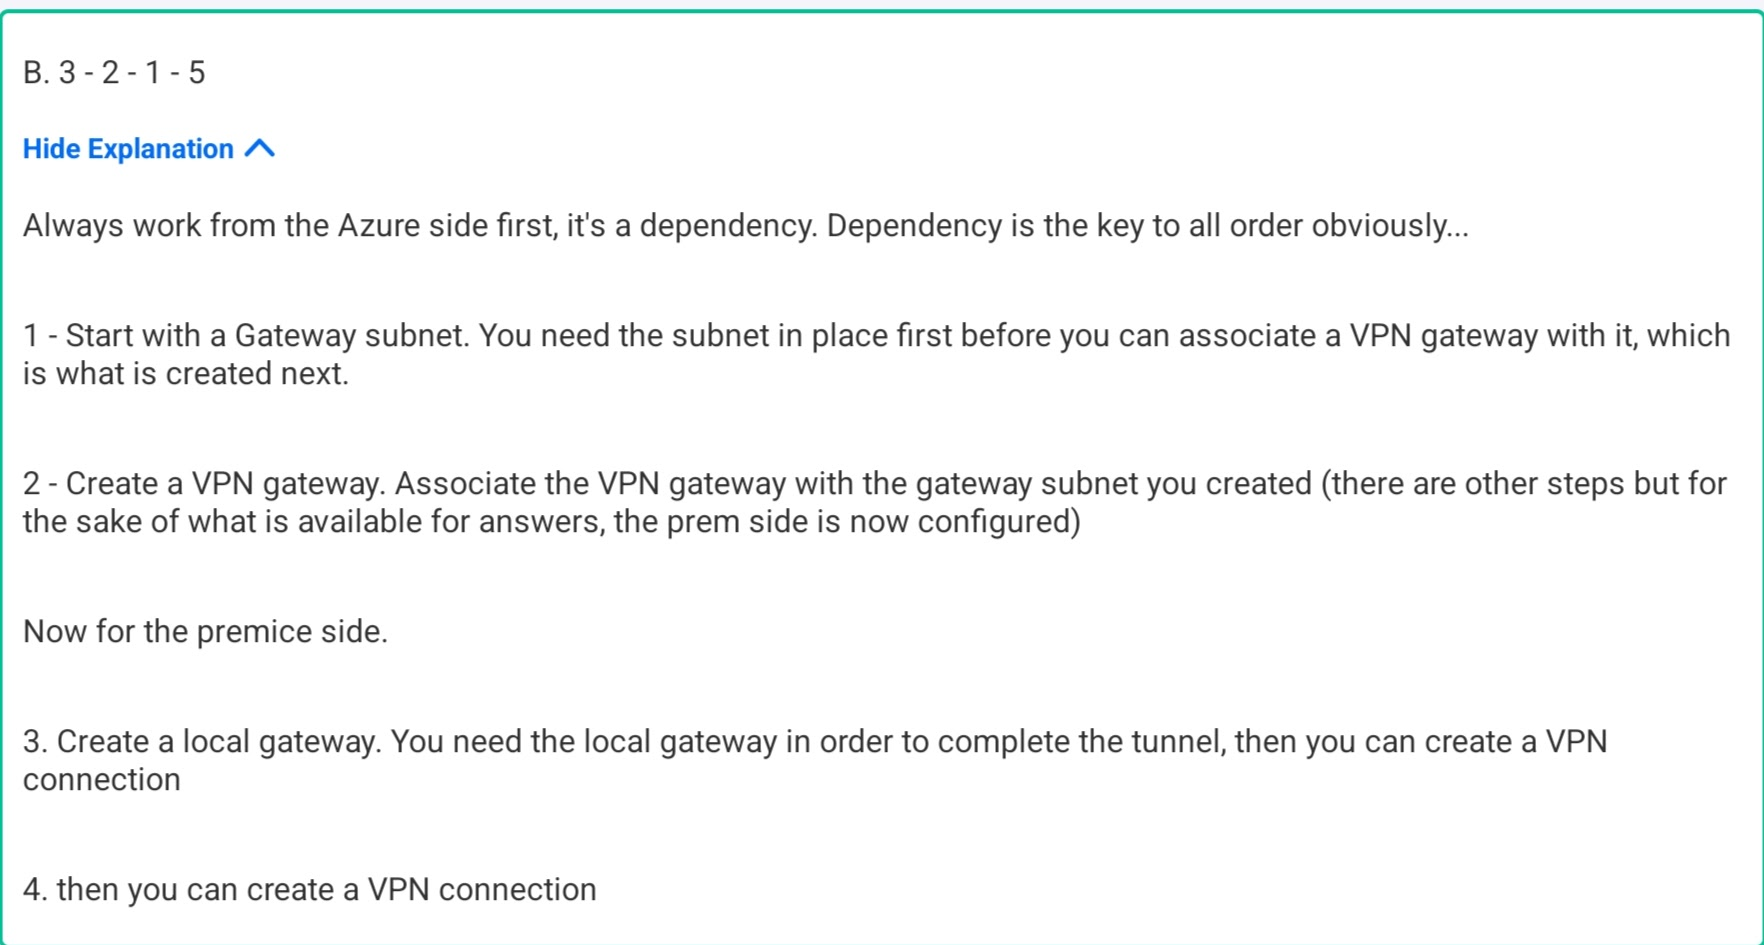 B. 3 - 2 - 1 - 5
Hide Explanation
Always work from the Azure side first, it's a dependency. Dependency is the key to all order obviously...
1 - Start with a Gateway subnet. You need the subnet in place first before you can associate a VPN gateway with it, which
is what is created next.
2 - Create a VPN gateway. Associate the VPN gateway with the gateway subnet you created (there are other steps but for
the sake of what is available for answers, the prem side is now configured)
Now for the premice side.
3. Create a local gateway. You need the local gateway in order to complete the tunnel, then you can create a VPN
connection
4. then you can create a VPN connection